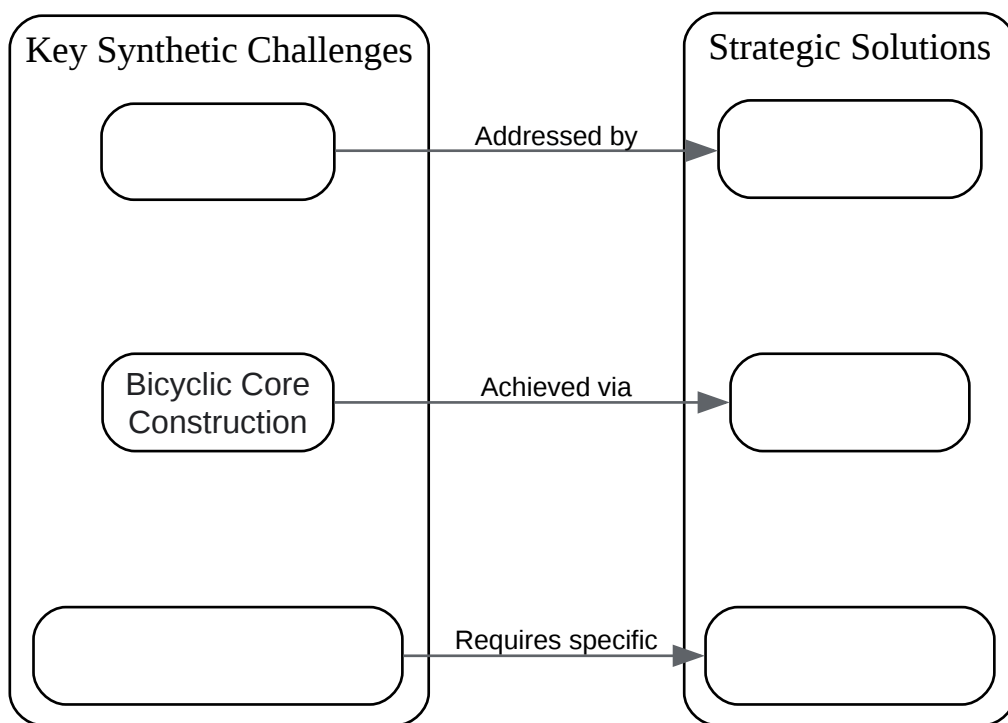 Key Synthetic Challenges
Strategic Solutions
Addressed by
Bicyclic Core
Construction
Achieved via
Requires specific